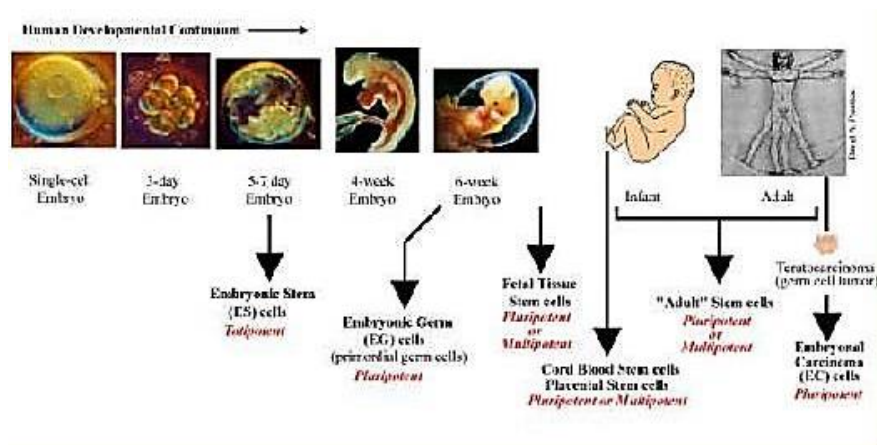 Human Developmental Continuum
Single-cell
Embryo
3-day
Embryo
5-7 day
Embryo
4-week
Embryo
6-week
Embryo
Infant
Adult
Embryonic Stem
(ES) cells
Totipotent
Embryonic Germ
(EG) cells
(primordial germ cells)
Pluripotent
Fetal Tissue
Stem cells
Pluripotent
or
Multipotent
Cord Blood Stem cells
Placental Stem cells
Pluripotent or Multipotent
"Adult" Stem cells
Pluripotent
or
Multipotent
Teratocarcinoma
(germ cell tumor)
Embryonal
Carcinoma
(EC) cells
Pluripotent